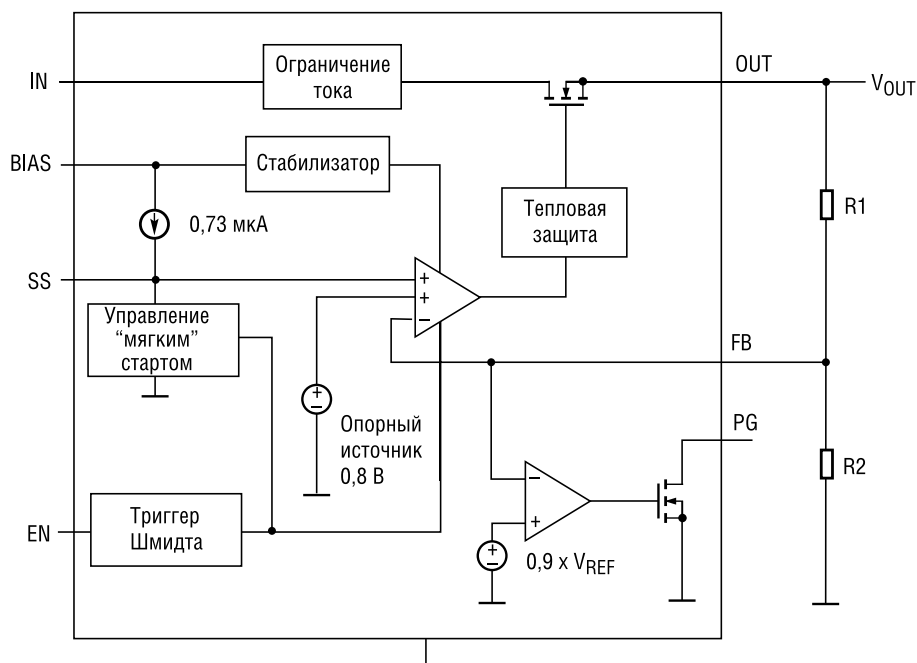 IN
Ограничение
тока
OUT
V_OUT
BIAS
Стабилизатор
0,73 мкА
Тепловая
защита
R1
SS
+
+
−
Управление
“мягким”
стартом
FB
+
−
Опорный
источник
0,8 В
PG
R2
−
+
EN
Триггер
Шмидта
+
−
0,9 x V_REF